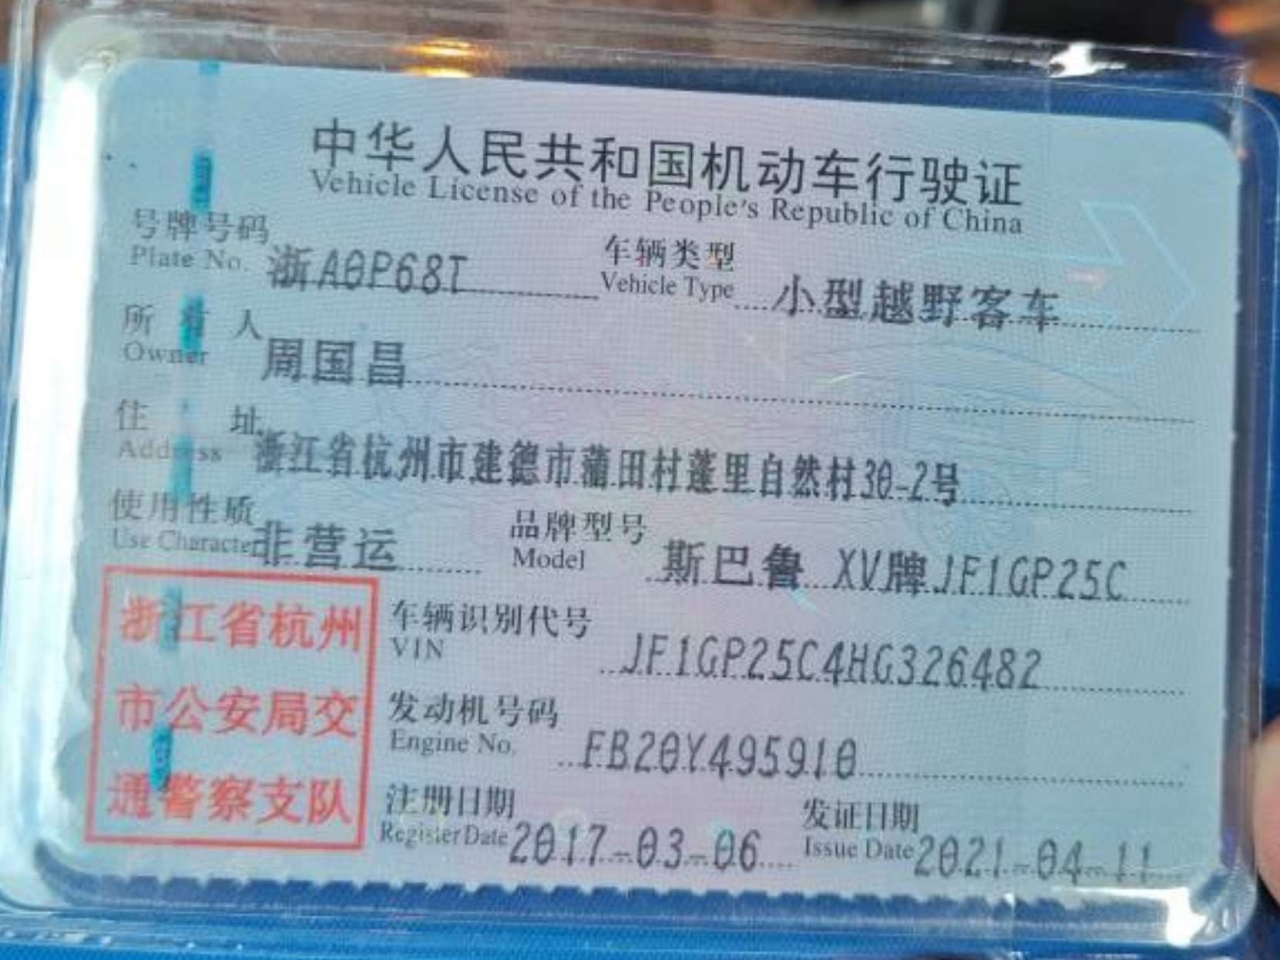 中华人民共和国机动车行驶证
Vehicle License of the People's Republic of China
号牌号码 浙A0P68T 车辆类型 小型越野客车
Plate No. Vehicle Type
所有人 周国昌
Owner
住址 浙江省杭州市建德市蒲田村蓬里自然村30-2号
Address
使用性质 非营运 品牌型号 斯巴鲁 XV牌JF1GP25C
Use Character Model
浙江省杭州
市公安局交
通警察支队
车辆识别代号 JF1GP25C4HG326482
VIN
发动机号码 FB20Y495910
Engine No.
注册日期 2017-03-06 发证日期 2021-04-11
Register Date Issue Date